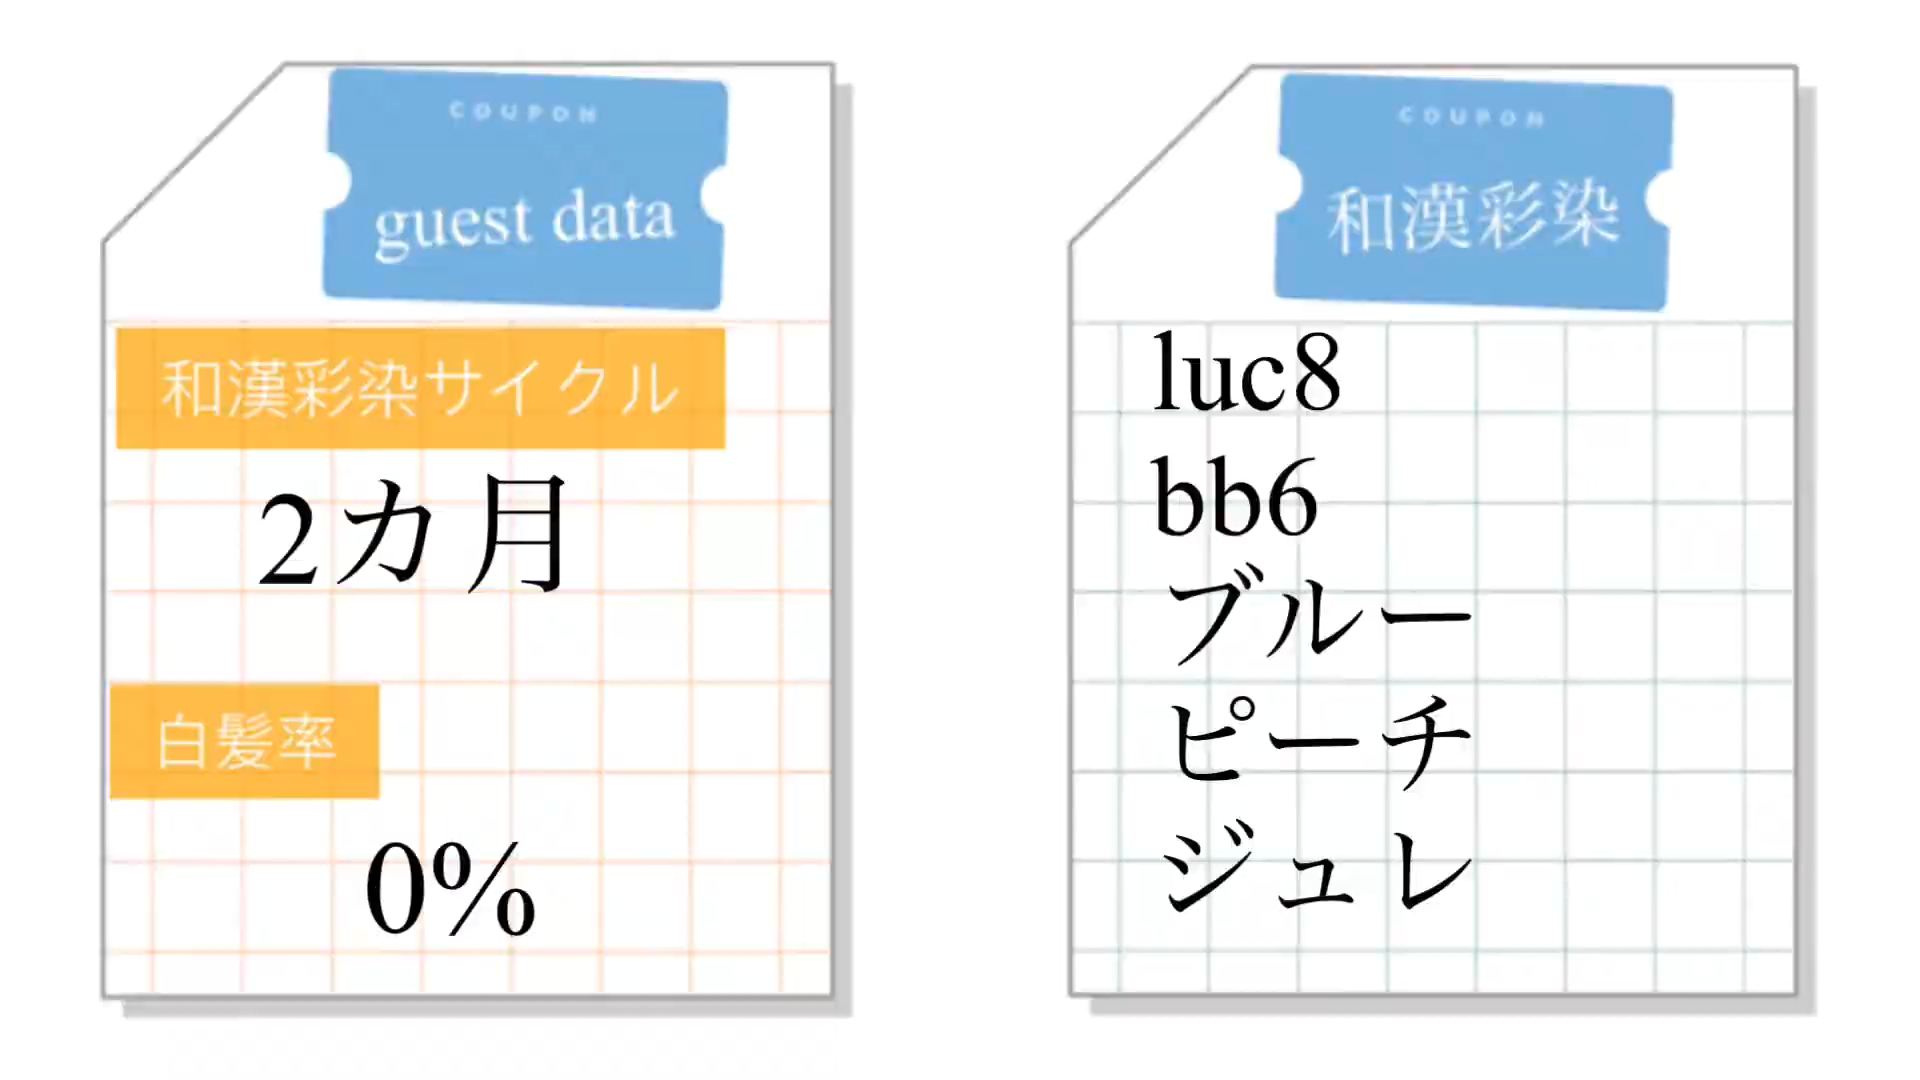 COUPON
guest data
和漢彩染サイクル
2カ月
白髪率
0%
COUPON
和漢彩染
luc8
bb6
ブルー
ピーチ
ジュレ